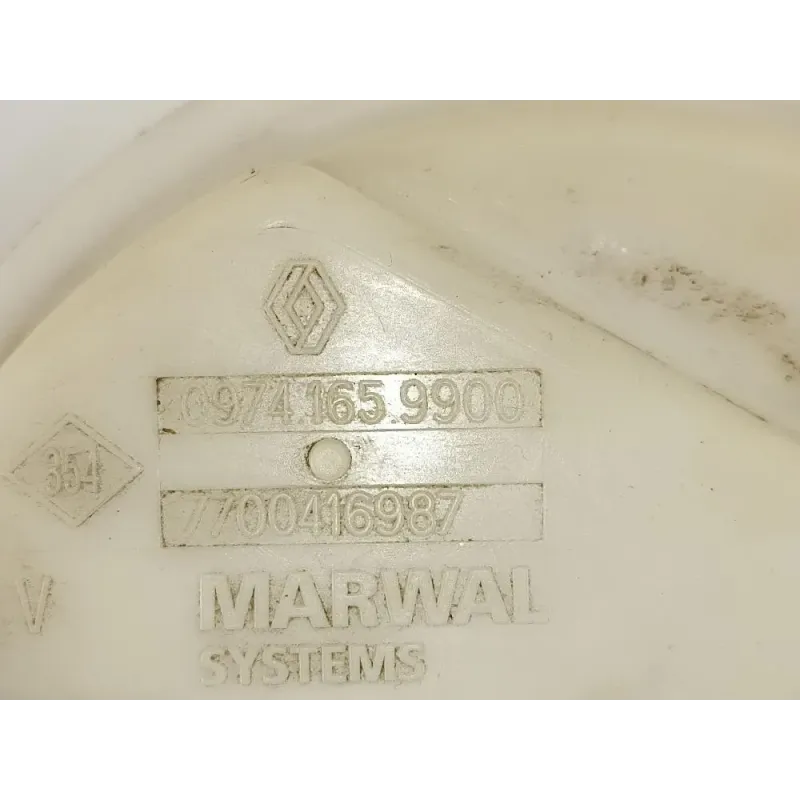 0974.165.9900
354
7700416987
V
MARWAL
SYSTEMS